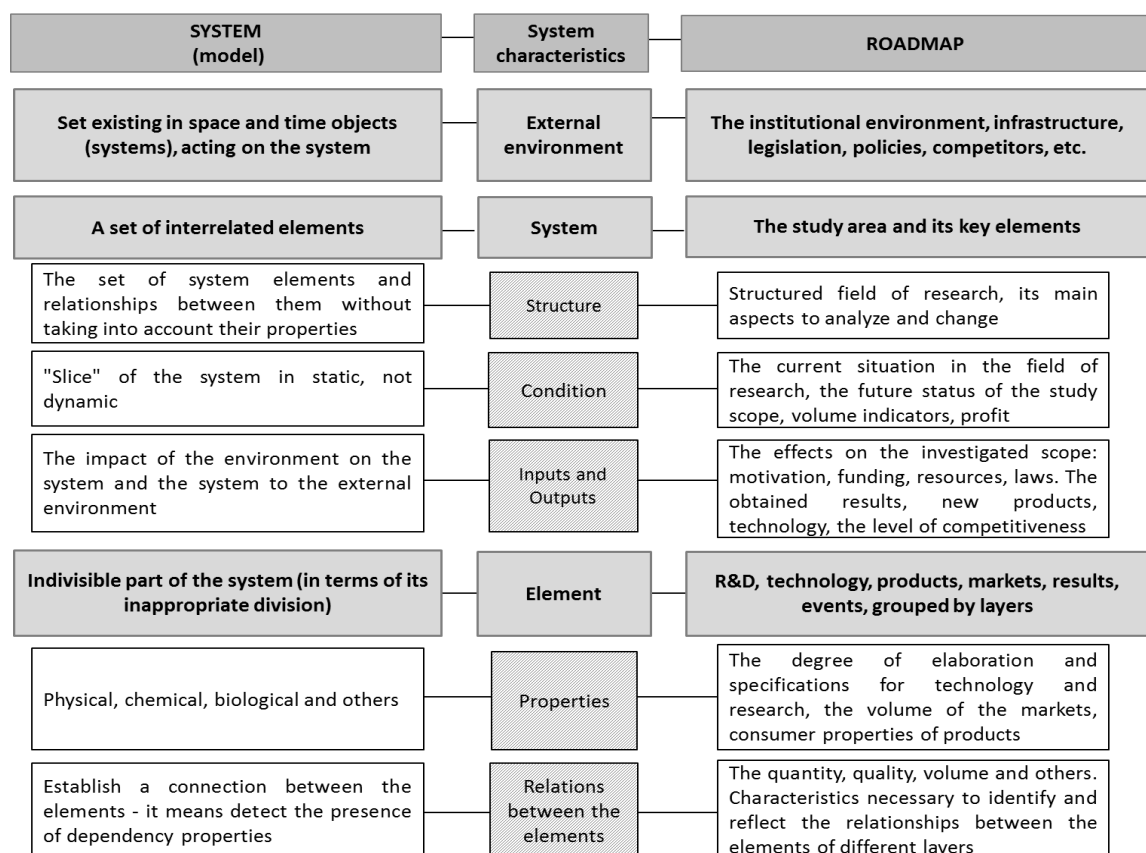 SYSTEM
(model)
System
characteristics
ROADMAP
Set existing in space and time objects
(systems), acting on the system
External
environment
The institutional environment, infrastructure,
legislation, policies, competitors, etc.
A set of interrelated elements
System
The study area and its key elements
The set of system elements and
relationships between them without
taking into account their properties
Structure
Structured field of research, its main
aspects to analyze and change
"Slice" of the system in static, not
dynamic
Condition
The current situation in the field of
research, the future status of the study
scope, volume indicators, profit
The impact of the environment on the
system and the system to the external
environment
Inputs and
Outputs
The effects on the investigated scope:
motivation, funding, resources, laws. The
obtained results, new products,
technology, the level of competitiveness
Indivisible part of the system (in terms of its
inappropriate division)
Element
R&D, technology, products, markets, results,
events, grouped by layers
Physical, chemical, biological and others
Properties
The degree of elaboration and
specifications for technology and
research, the volume of the markets,
consumer properties of products
Establish a connection between the
elements - it means detect the presence
of dependency properties
Relations
between the
elements
The quantity, quality, volume and others.
Characteristics necessary to identify and
reflect the relationships between the
elements of different layers